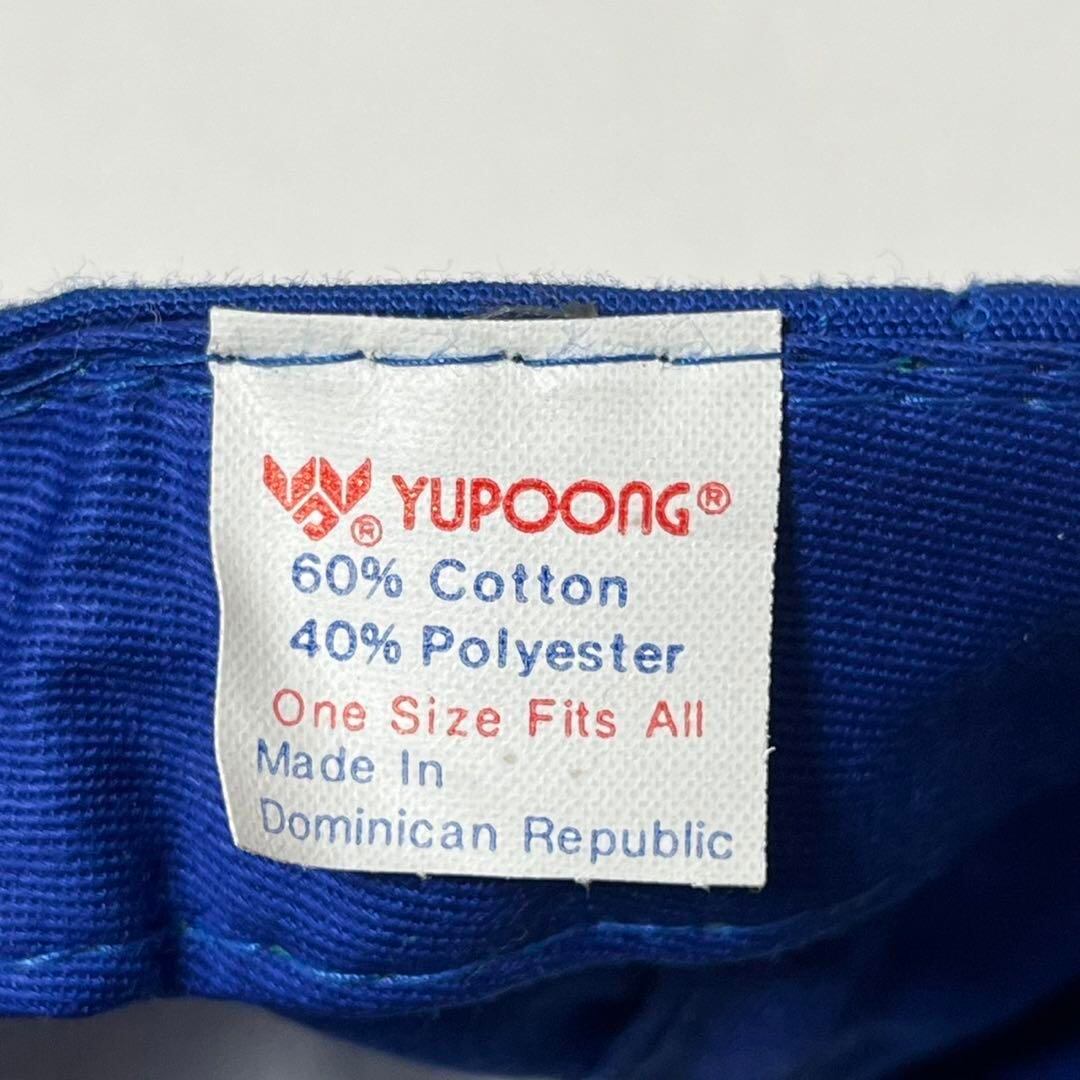 ® YUPOONG®
60% Cotton
40% Polyester
One Size Fits All
Made In
Dominican Republic